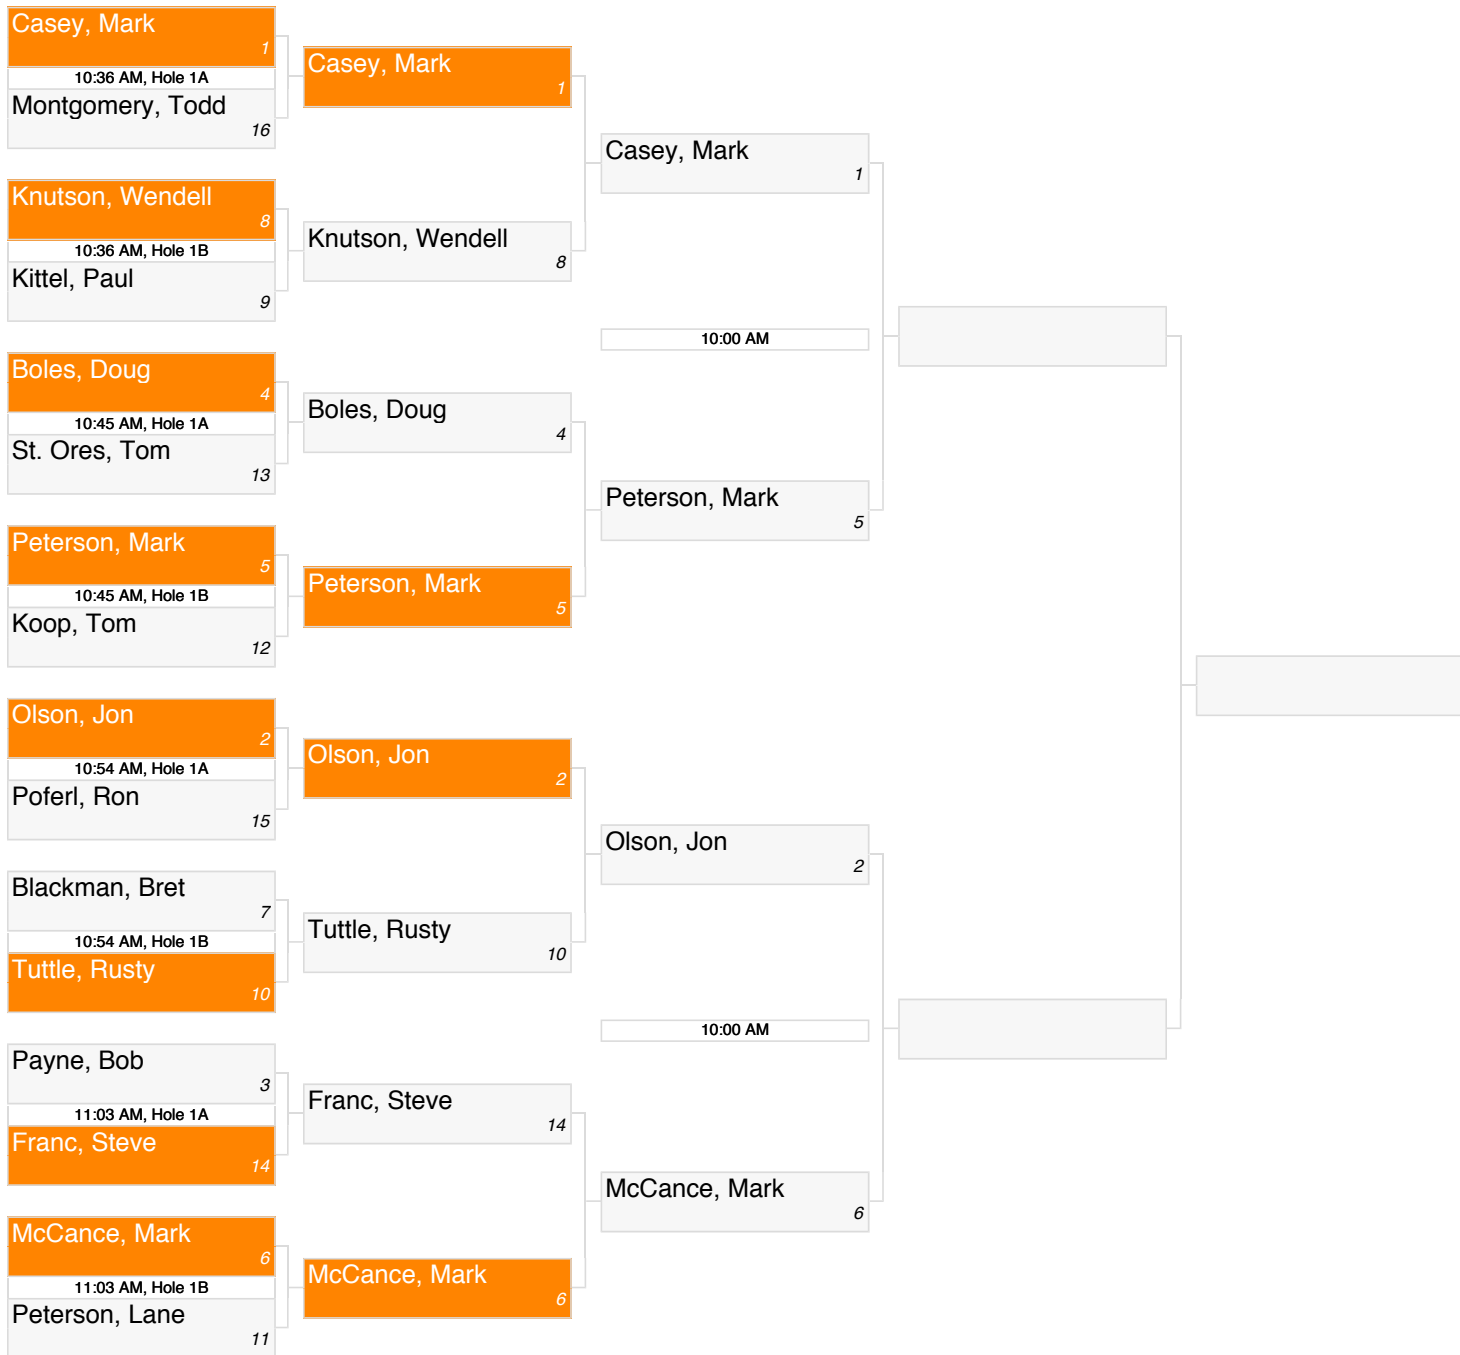 Casey, Mark
1
10:36 AM, Hole 1A
Montgomery, Todd
16
Knutson, Wendell
8
10:36 AM, Hole 1B
Kittel, Paul
9
Boles, Doug
4
10:45 AM, Hole 1A
St. Ores, Tom
13
Peterson, Mark
5
10:45 AM, Hole 1B
Koop, Tom
12
Olson, Jon
2
10:54 AM, Hole 1A
Poferl, Ron
15
Blackman, Bret
7
10:54 AM, Hole 1B
Tuttle, Rusty
10
Payne, Bob
3
11:03 AM, Hole 1A
Franc, Steve
14
McCance, Mark
6
11:03 AM, Hole 1B
Peterson, Lane
11
Casey, Mark
1
Knutson, Wendell
8
Boles, Doug
4
Peterson, Mark
5
Olson, Jon
2
Tuttle, Rusty
10
Franc, Steve
14
McCance, Mark
6
Casey, Mark
1
10:00 AM
Peterson, Mark
5
Olson, Jon
2
10:00 AM
McCance, Mark
6